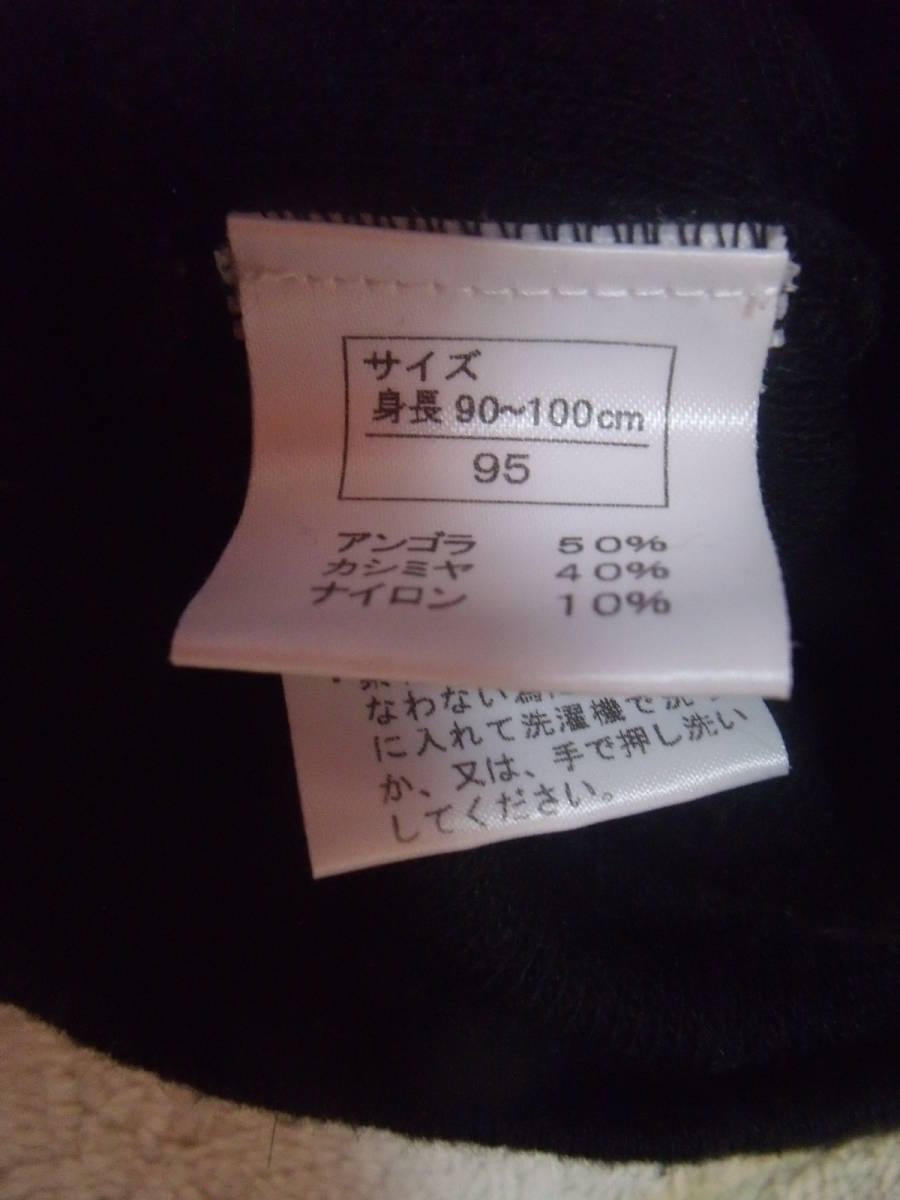 サイズ
身長 90~100cm
95
アンゴラ 50%
カシミヤ 40%
ナイロン 10%
なわない為に
に入れて洗濯機で洗
か、又は、手で押し洗い
してください。